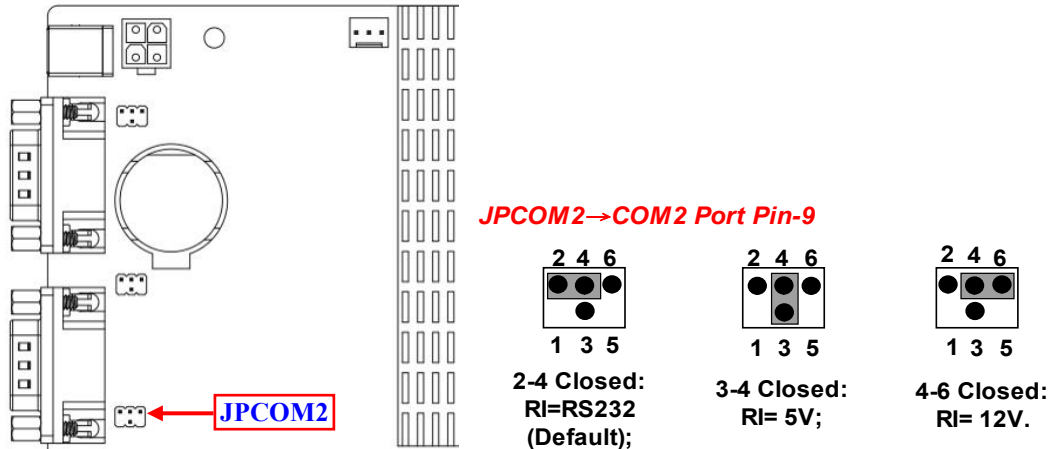 JPCOM2→COM2 Port Pin-9
2 4 6
1 3 5
2-4 Closed:
RI=RS232
(Default);
2 4 6
1 3 5
3-4 Closed:
RI= 5V;
2 4 6
1 3 5
4-6 Closed:
RI= 12V.
JPCOM2